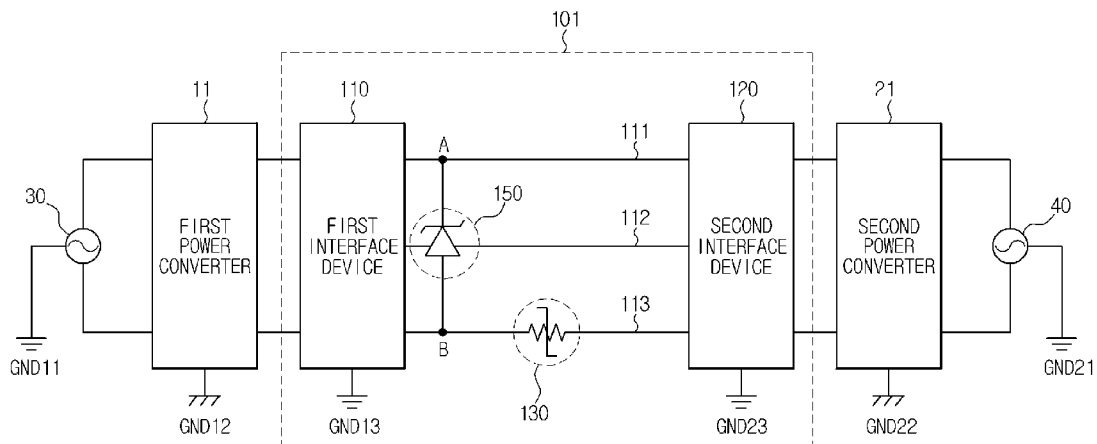 101
11
110
120
21
A
111
30
150
40
112
FIRST
POWER
CONVERTER
FIRST
INTERFACE
DEVICE
SECOND
INTERFACE
DEVICE
SECOND
POWER
CONVERTER
113
B
GND11
GND21
130
GND12
GND13
GND23
GND22